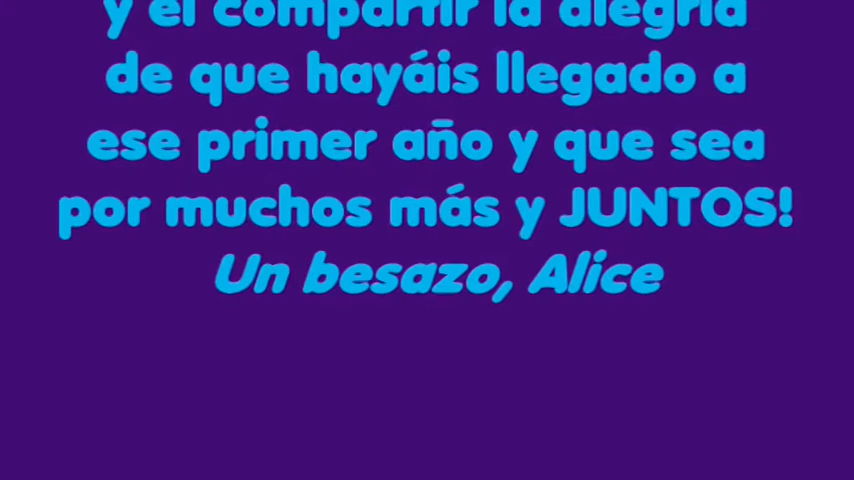 y el compartir la alegría
de que hayáis llegado a
ese primer año y que sea
por muchos más y JUNTOS!
Un besazo, Alice